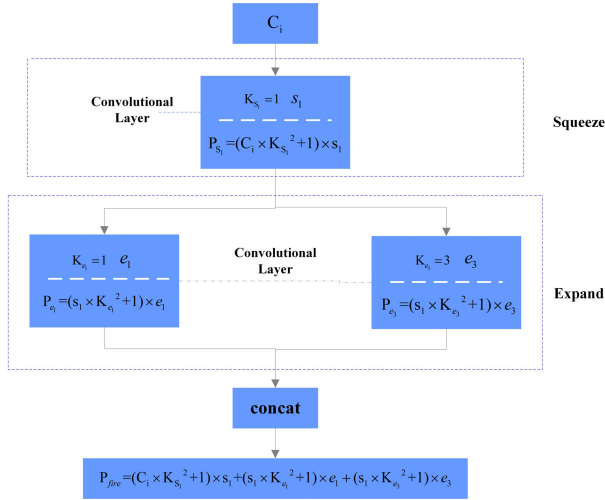 C_i
K_{S_1}=1 s_1
Convolutional
Layer
P_{S_1}=(C_i×K_{S_1}^2+1)×s_1
Squeeze
K_{e_1}=1 e_1
P_{e_1}=(s_1×K_{e_1}^2+1)×e_1
Convolutional
Layer
K_{e_3}=3 e_3
P_{e_3}=(s_1×K_{e_3}^2+1)×e_3
Expand
concat
P_{fire}=(C_i×K_{S_1}^2+1)×s_1+(s_1×K_{e_1}^2+1)×e_1+(s_1×K_{e_3}^2+1)×e_3